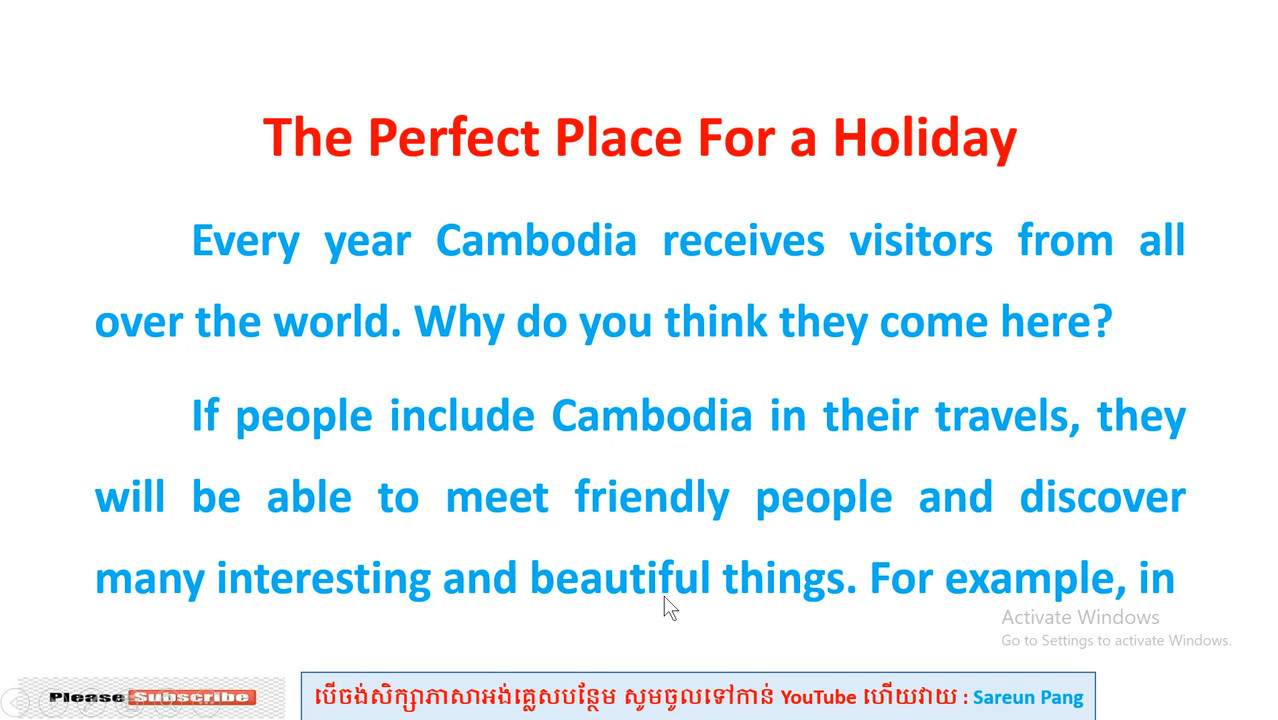 The Perfect Place For a Holiday
Every year Cambodia receives visitors from all
over the world. Why do you think they come here?
If people include Cambodia in their travels, they
will be able to meet friendly people and discover
many interesting and beautiful things. For example, in
Activate Windows
Go to Settings to activate Windows.
Please Subscribe
បើចង់សិក្សាភាសាអង់គ្លេសបន្ថែម សូមចូលទៅកាន់ YouTube ហើយវាយ : Sareun Pang